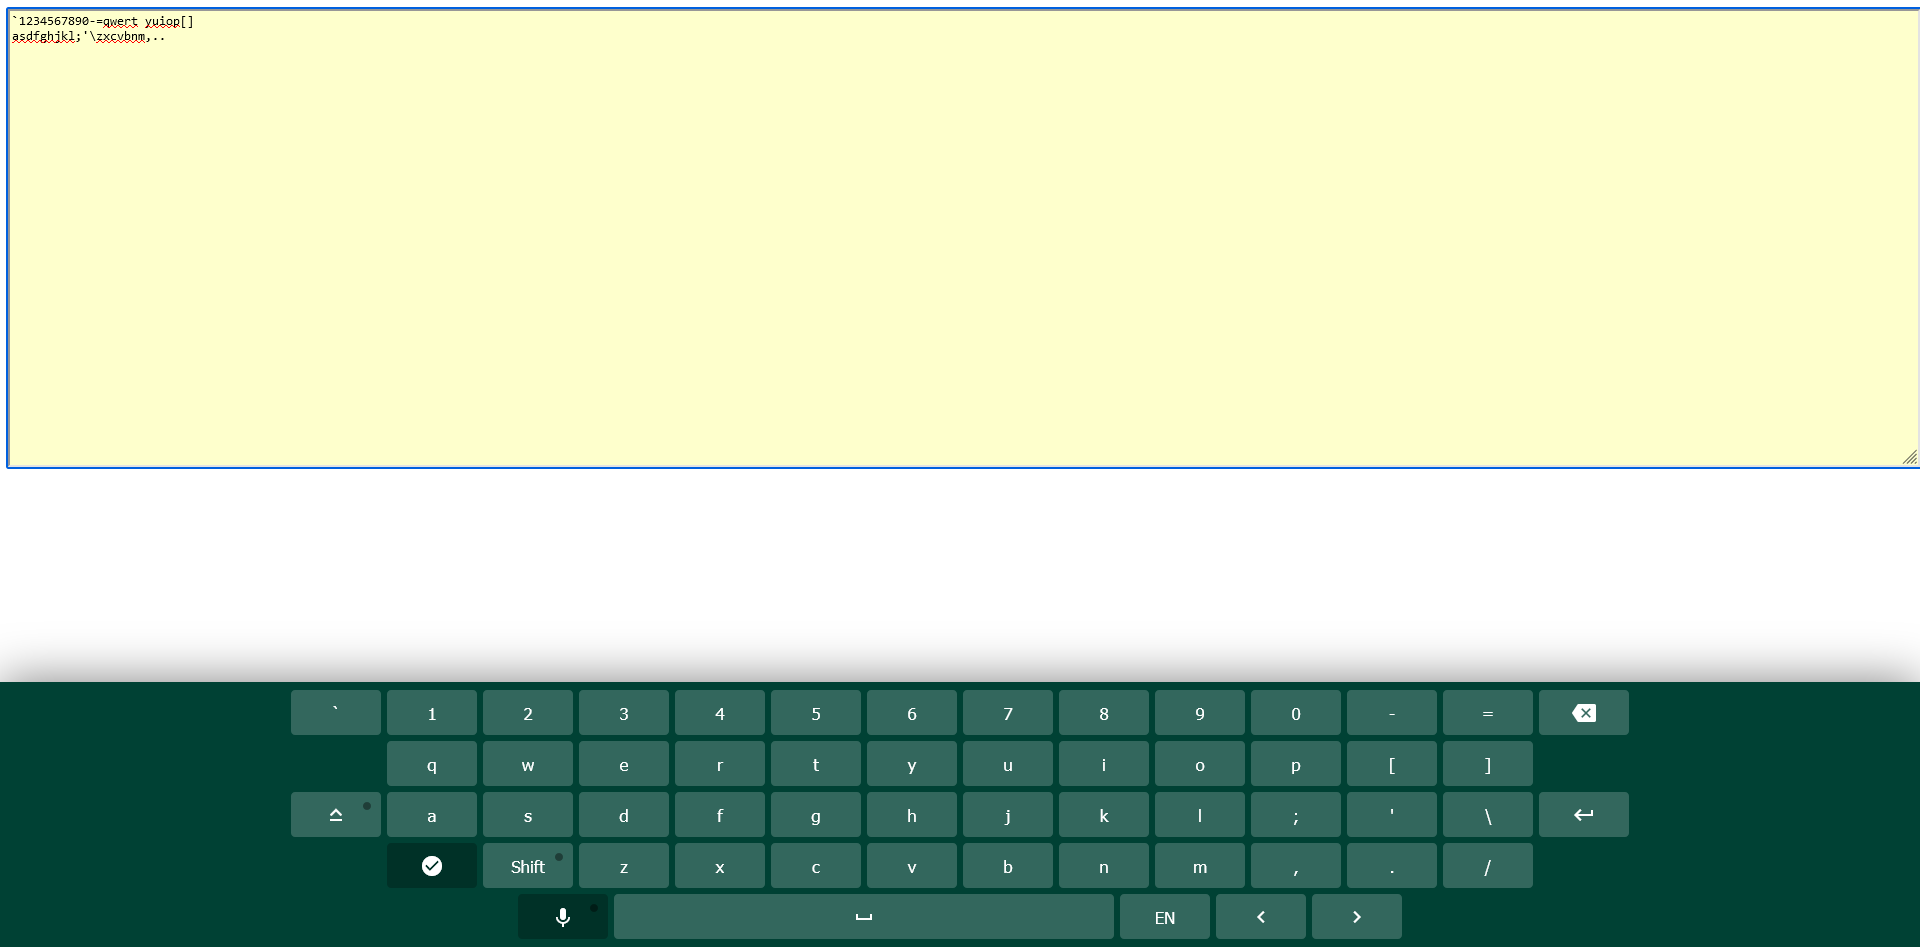 `1234567890-=qwert yuiop[]
asdfghjkl;'\zxcvbnm,..
` 1 2 3 4 5 6 7 8 9 0 - =
q w e r t y u i o p [ ]
a s d f g h j k l ; ' \
Shift z x c v b n m , . /
EN